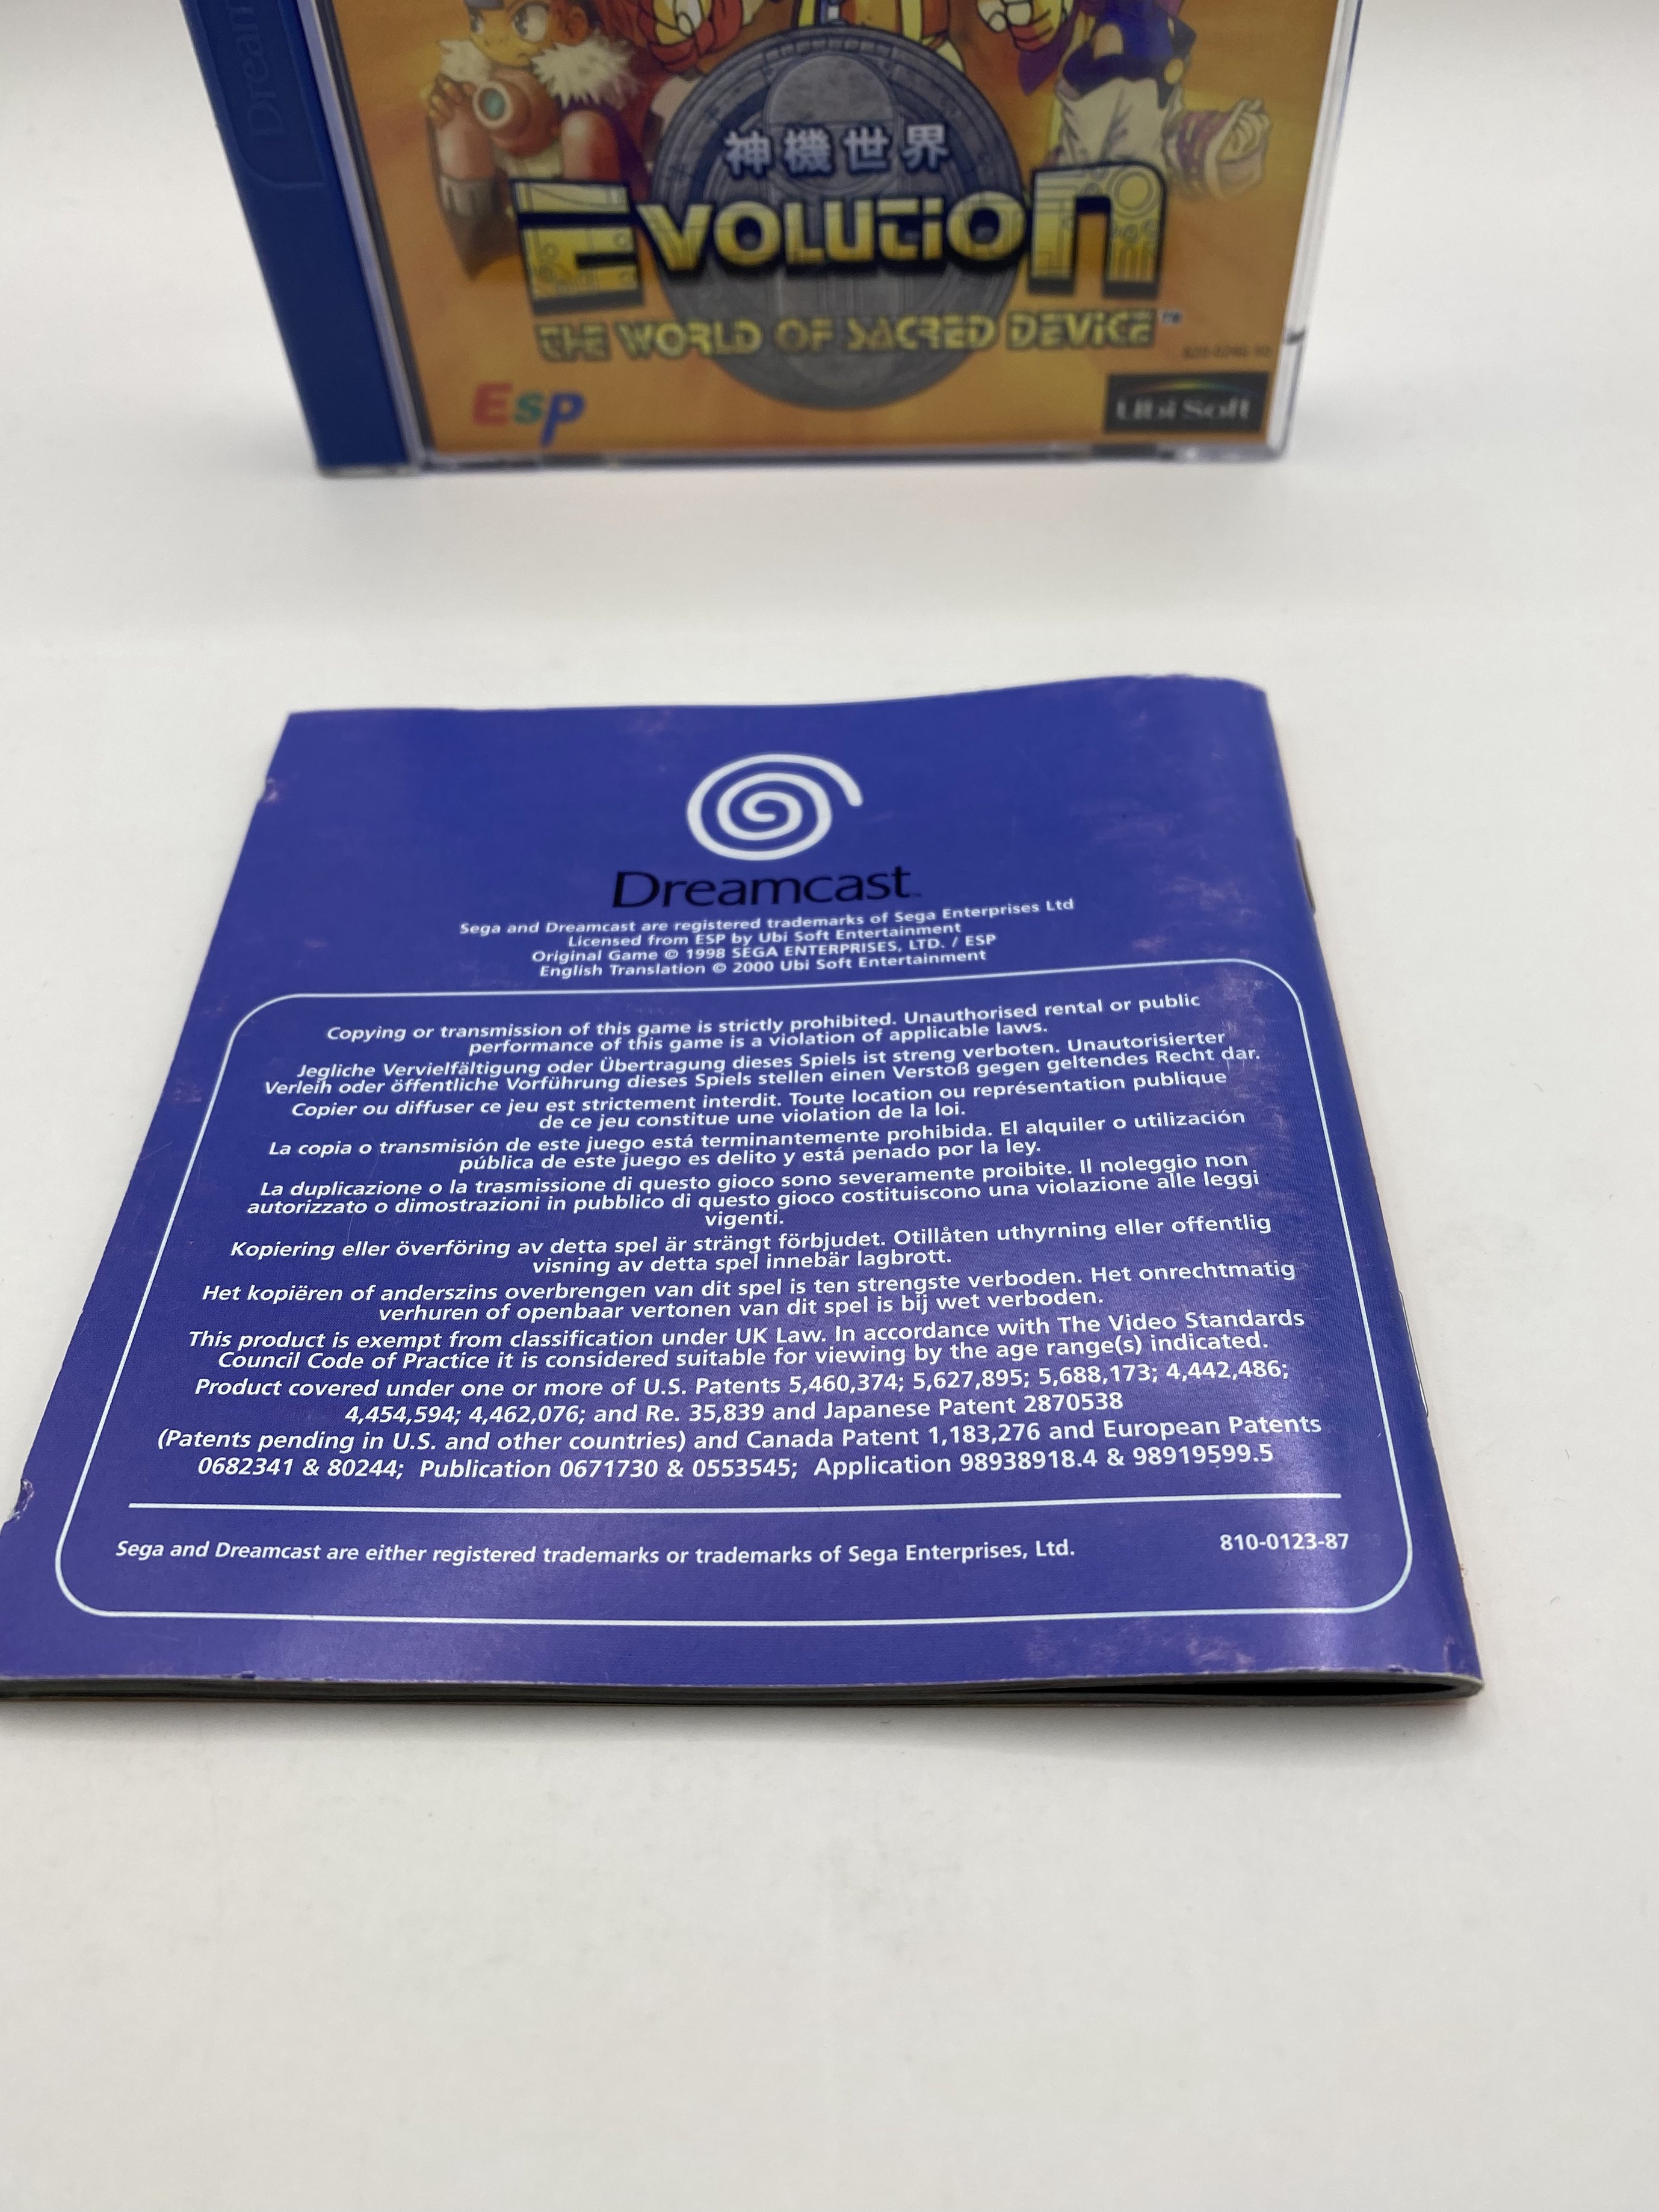 Dream
神機世界
EVOLUTION
THE WORLD OF SACRED DEVICE™
Esp
Ubi Soft
Dreamcast™
Sega and Dreamcast are registered trademarks of Sega Enterprises Ltd
Licensed from ESP by Ubi Soft Entertainment
Original Game © 1998 SEGA ENTERPRISES, LTD. / ESP
English Translation © 2000 Ubi Soft Entertainment
Copying or transmission of this game is strictly prohibited. Unauthorised rental or public
performance of this game is a violation of applicable laws.
Jegliche Vervielfältigung oder Übertragung dieses Spiels ist streng verboten. Unautorisierter
Verleih oder öffentliche Vorführung dieses Spiels stellen einen Verstoß gegen geltendes Recht dar.
Copier ou diffuser ce jeu est strictement interdit. Toute location ou représentation publique
de ce jeu constitue une violation de la loi.
La copia o transmisión de este juego está terminantemente prohibida. El alquiler o utilización
pública de este juego es delito y está penado por la ley.
La duplicazione o la trasmissione di questo gioco sono severamente proibite. Il noleggio non
autorizzato o dimostrazioni in pubblico di questo gioco costituiscono una violazione alle leggi
vigenti.
Kopiering eller överföring av detta spel är strängt förbjudet. Otillåten uthyrning eller offentlig
visning av detta spel innebär lagbrott.
Het kopiëren of anderszins overbrengen van dit spel is ten strengste verboden. Het onrechtmatig
verhuren of openbaar vertonen van dit spel is bij wet verboden.
This product is exempt from classification under UK Law. In accordance with The Video Standards
Council Code of Practice it is considered suitable for viewing by the age range(s) indicated.
Product covered under one or more of U.S. Patents 5,460,374; 5,627,895; 5,688,173; 4,442,486;
4,454,594; 4,462,076; and Re. 35,839 and Japanese Patent 2870538
(Patents pending in U.S. and other countries) and Canada Patent 1,183,276 and European Patents
0682341 & 80244; Publication 0671730 & 0553545; Application 98938918.4 & 98919599.5
Sega and Dreamcast are either registered trademarks or trademarks of Sega Enterprises, Ltd.
810-0123-87